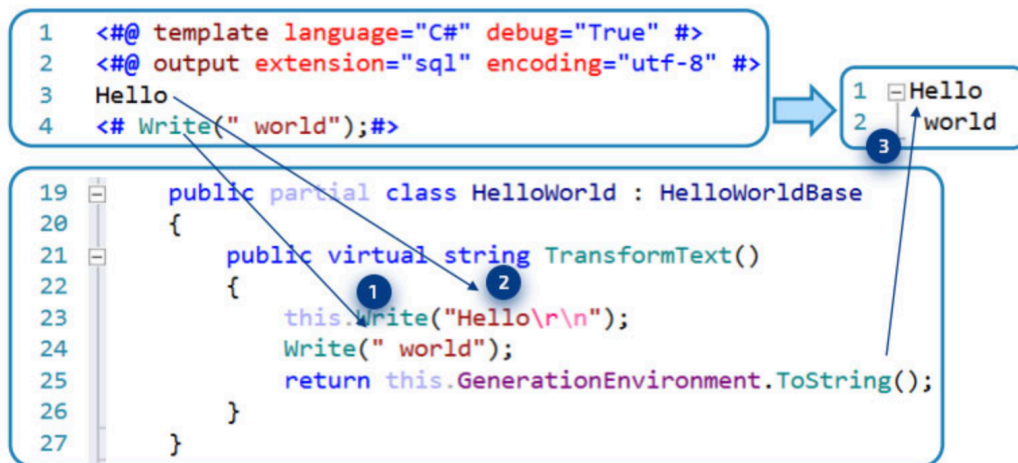 1 <#@ template language="C#" debug="True" #>
2 <#@ output extension="sql" encoding="utf-8" #>
3 Hello
4 <# Write(" world");#>
1 Hello
2 world
3
19 public partial class HelloWorld : HelloWorldBase
20 {
21 public virtual string TransformText()
22 {
1
2
23 this.Write("Hello\r\n");
24 Write(" world");
25 return this.GenerationEnvironment.ToString();
26 }
27 }